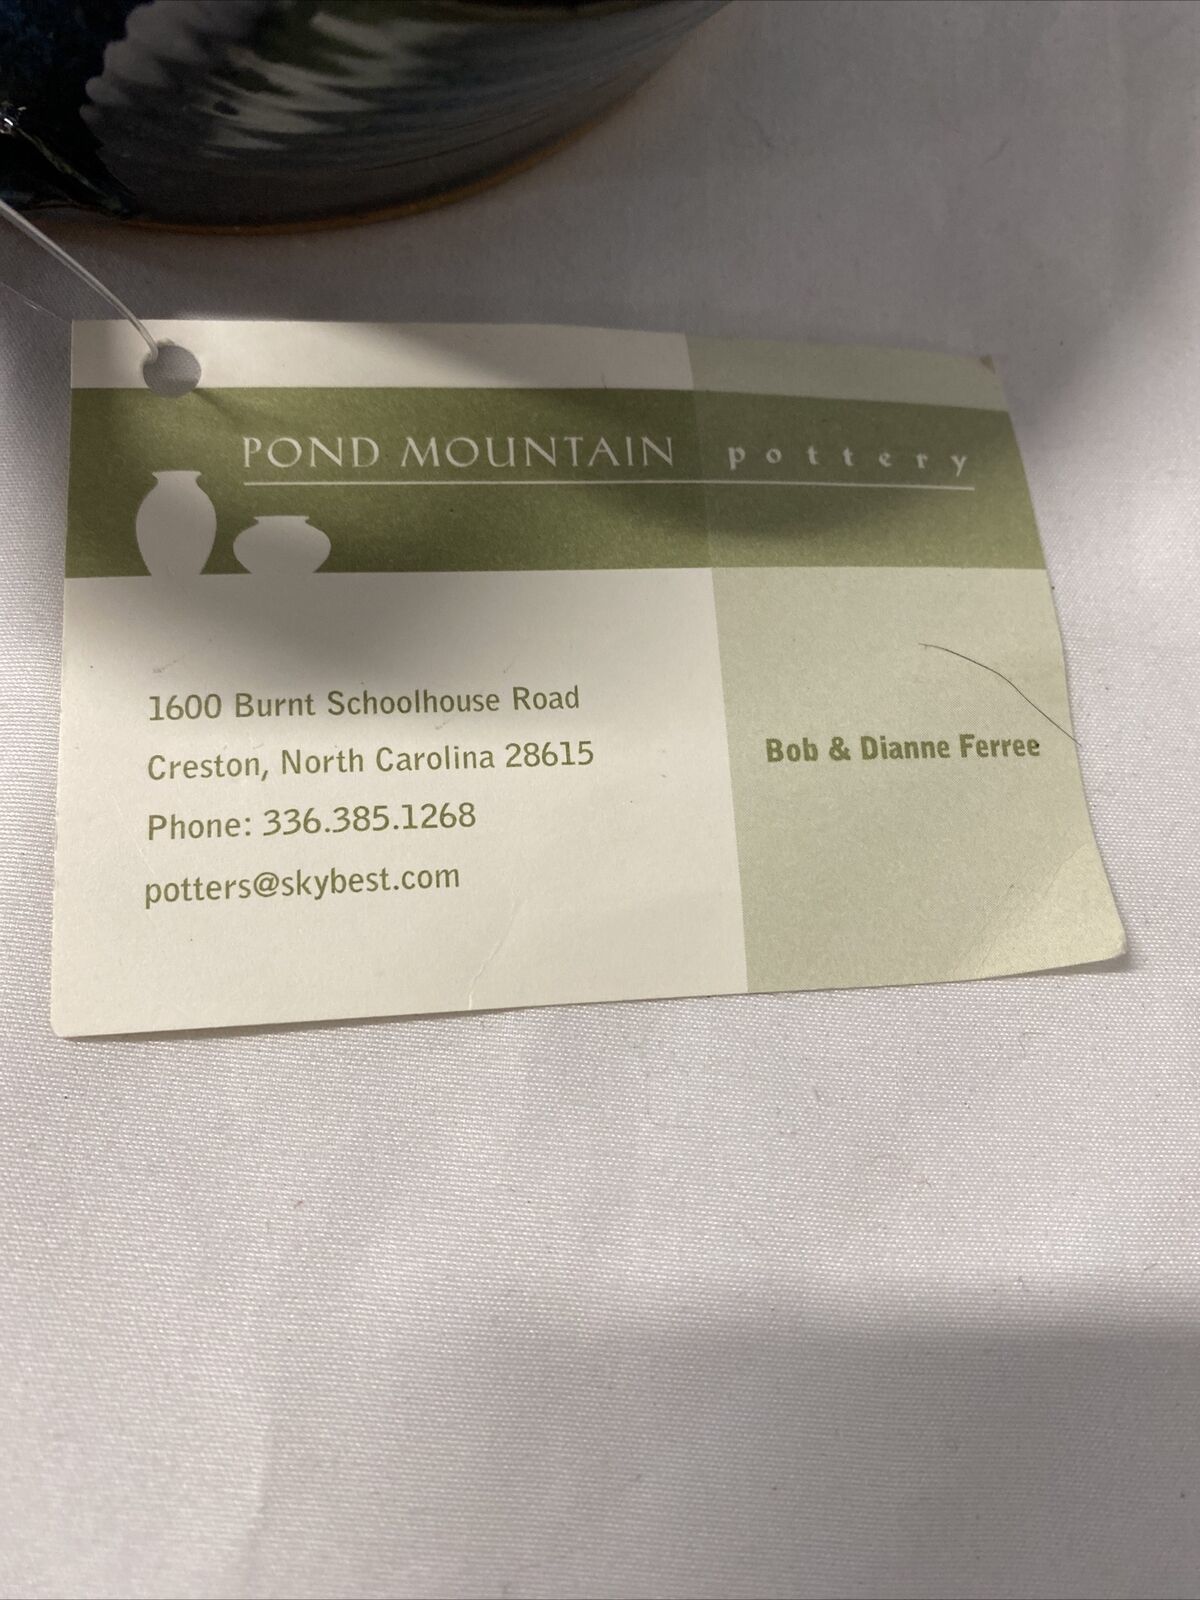 POND MOUNTAIN pottery
1600 Burnt Schoolhouse Road
Creston, North Carolina 28615
Phone: 336.385.1268
potters@skybest.com
Bob & Dianne Ferree